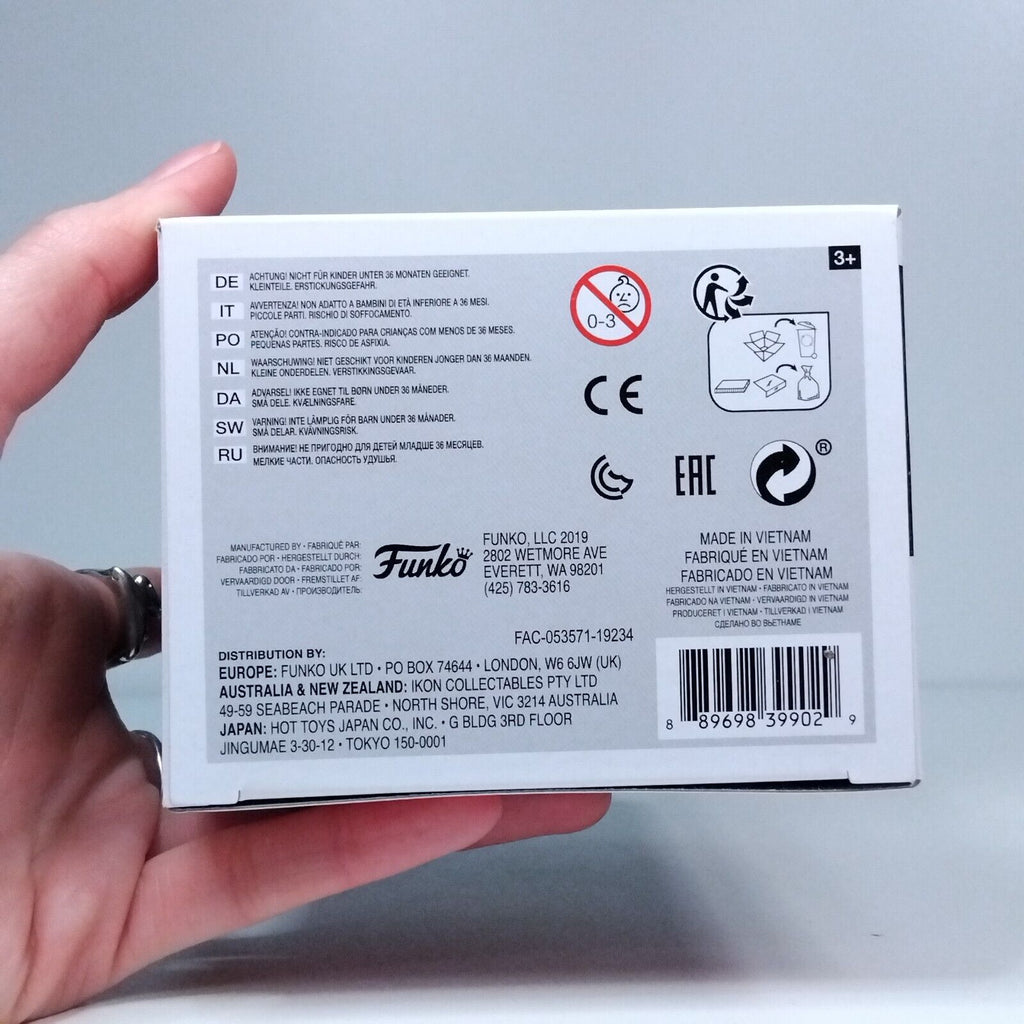 3+
DE
ACHTUNG! NICHT FÜR KINDER UNTER 36 MONATEN GEEIGNET.
KLEINTEILE. ERSTICKUNGSGEFAHR.
IT
AVVERTENZA! NON ADATTO A BAMBINI DI ETÀ INFERIORE A 36 MESI.
PICCOLE PARTI. RISCHIO DI SOFFOCAMENTO.
PO
ATENÇÃO! CONTRA-INDICADO PARA CRIANÇAS COM MENOS DE 36 MESES.
PEQUENAS PARTES. RISCO DE ASFIXIA.
NL
WAARSCHUWING! NIET GESCHIKT VOOR KINDEREN JONGER DAN 36 MAANDEN.
KLEINE ONDERDELEN. VERSTIKKINGSGEVAAR.
DA
ADVARSEL! IKKE EGNET TIL BØRN UNDER 36 MÅNEDER.
SMÅ DELE. KVÆLNINGSFARE.
SW
VARNING! INTE LÄMPLIG FÖR BARN UNDER 36 MÅNADER.
SMÅ DELAR. KVÄVNINGSRISK.
RU
ВНИМАНИЕ! НЕ ПРИГОДНО ДЛЯ ДЕТЕЙ МЛАДШЕ 36 МЕСЯЦЕВ.
МЕЛКИЕ ЧАСТИ. ОПАСНОСТЬ УДУШЬЯ.
0-3
CE
EAC
®
MANUFACTURED BY • FABRIQUÉ PAR:
FABRICADO POR • HERGESTELLT DURCH:
FABBRICATO DA • FABRICADO POR:
VERVAARDIGD DOOR • FREMSTILLET AF:
TILLVERKAD AV • ПРОИЗВОДИТЕЛЬ:
Funko
FUNKO, LLC 2019
2802 WETMORE AVE
EVERETT, WA 98201
(425) 783-3616
MADE IN VIETNAM
FABRIQUÉ EN VIETNAM
FABRICADO EN VIETNAM
HERGESTELLT IN VIETNAM • FABBRICATO IN VIETNAM
FABRICADO NA VIETNAM • VERVAARDIGD IN VIETNAM
PRODUCERET I VIETNAM • TILLVERKAD I VIETNAM
СДЕЛАНО ВО ВЬЕТНАМЕ
FAC-053571-19234
DISTRIBUTION BY:
EUROPE: FUNKO UK LTD • PO BOX 74644 • LONDON, W6 6JW (UK)
AUSTRALIA & NEW ZEALAND: IKON COLLECTABLES PTY LTD
49-59 SEABEACH PARADE • NORTH SHORE, VIC 3214 AUSTRALIA
JAPAN: HOT TOYS JAPAN CO., INC. • G BLDG 3RD FLOOR
JINGUMAE 3-30-12 • TOKYO 150-0001
8 89698 39902 9